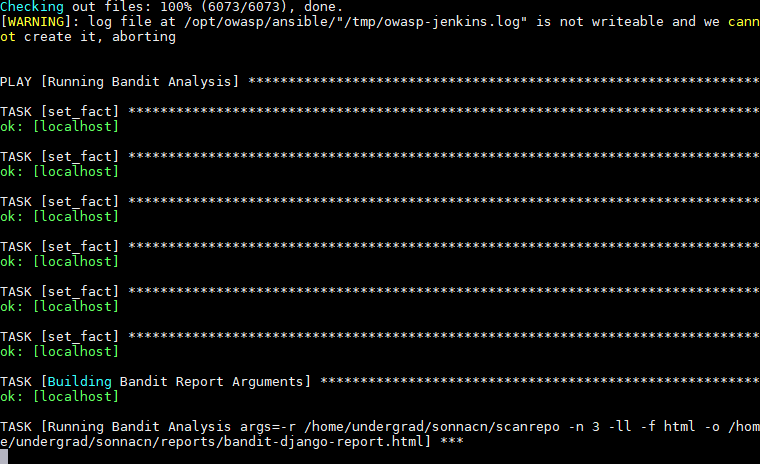 Checking out files: 100% (6073/6073), done.
[WARNING]: log file at /opt/owasp/ansible/"/tmp/owasp-jenkins.log" is not writeable and we cann
ot create it, aborting
PLAY [Running Bandit Analysis] *****************************************************************
TASK [set_fact] *******************************************************************************
ok: [localhost]
TASK [set_fact] *******************************************************************************
ok: [localhost]
TASK [set_fact] *******************************************************************************
ok: [localhost]
TASK [set_fact] *******************************************************************************
ok: [localhost]
TASK [set_fact] *******************************************************************************
ok: [localhost]
TASK [set_fact] *******************************************************************************
ok: [localhost]
TASK [Building Bandit Report Arguments] *******************************************************
ok: [localhost]
TASK [Running Bandit Analysis args=-r /home/undergrad/sonnacn/scanrepo -n 3 -ll -f html -o /hom
e/undergrad/sonnacn/reports/bandit-django-report.html] ***